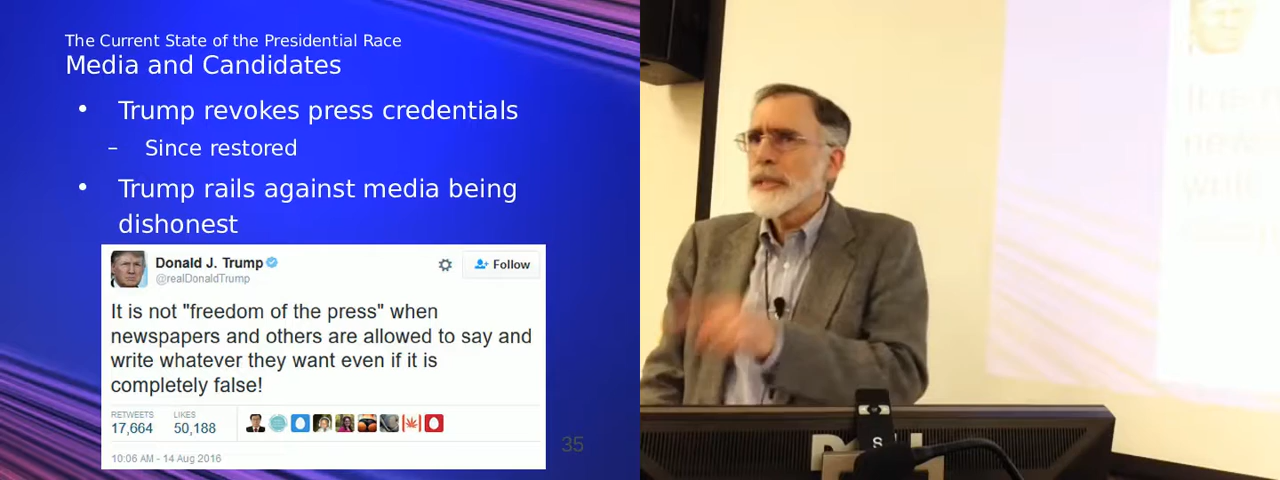 The Current State of the Presidential Race
Media and Candidates
• Trump revokes press credentials
– Since restored
• Trump rails against media being
dishonest
Donald J. Trump
@realDonaldTrump
Follow
It is not "freedom of the press" when
newspapers and others are allowed to say and
write whatever they want even if it is
completely false!
RETWEETS LIKES
17,664 50,188
10:06 AM - 14 Aug 2016
35